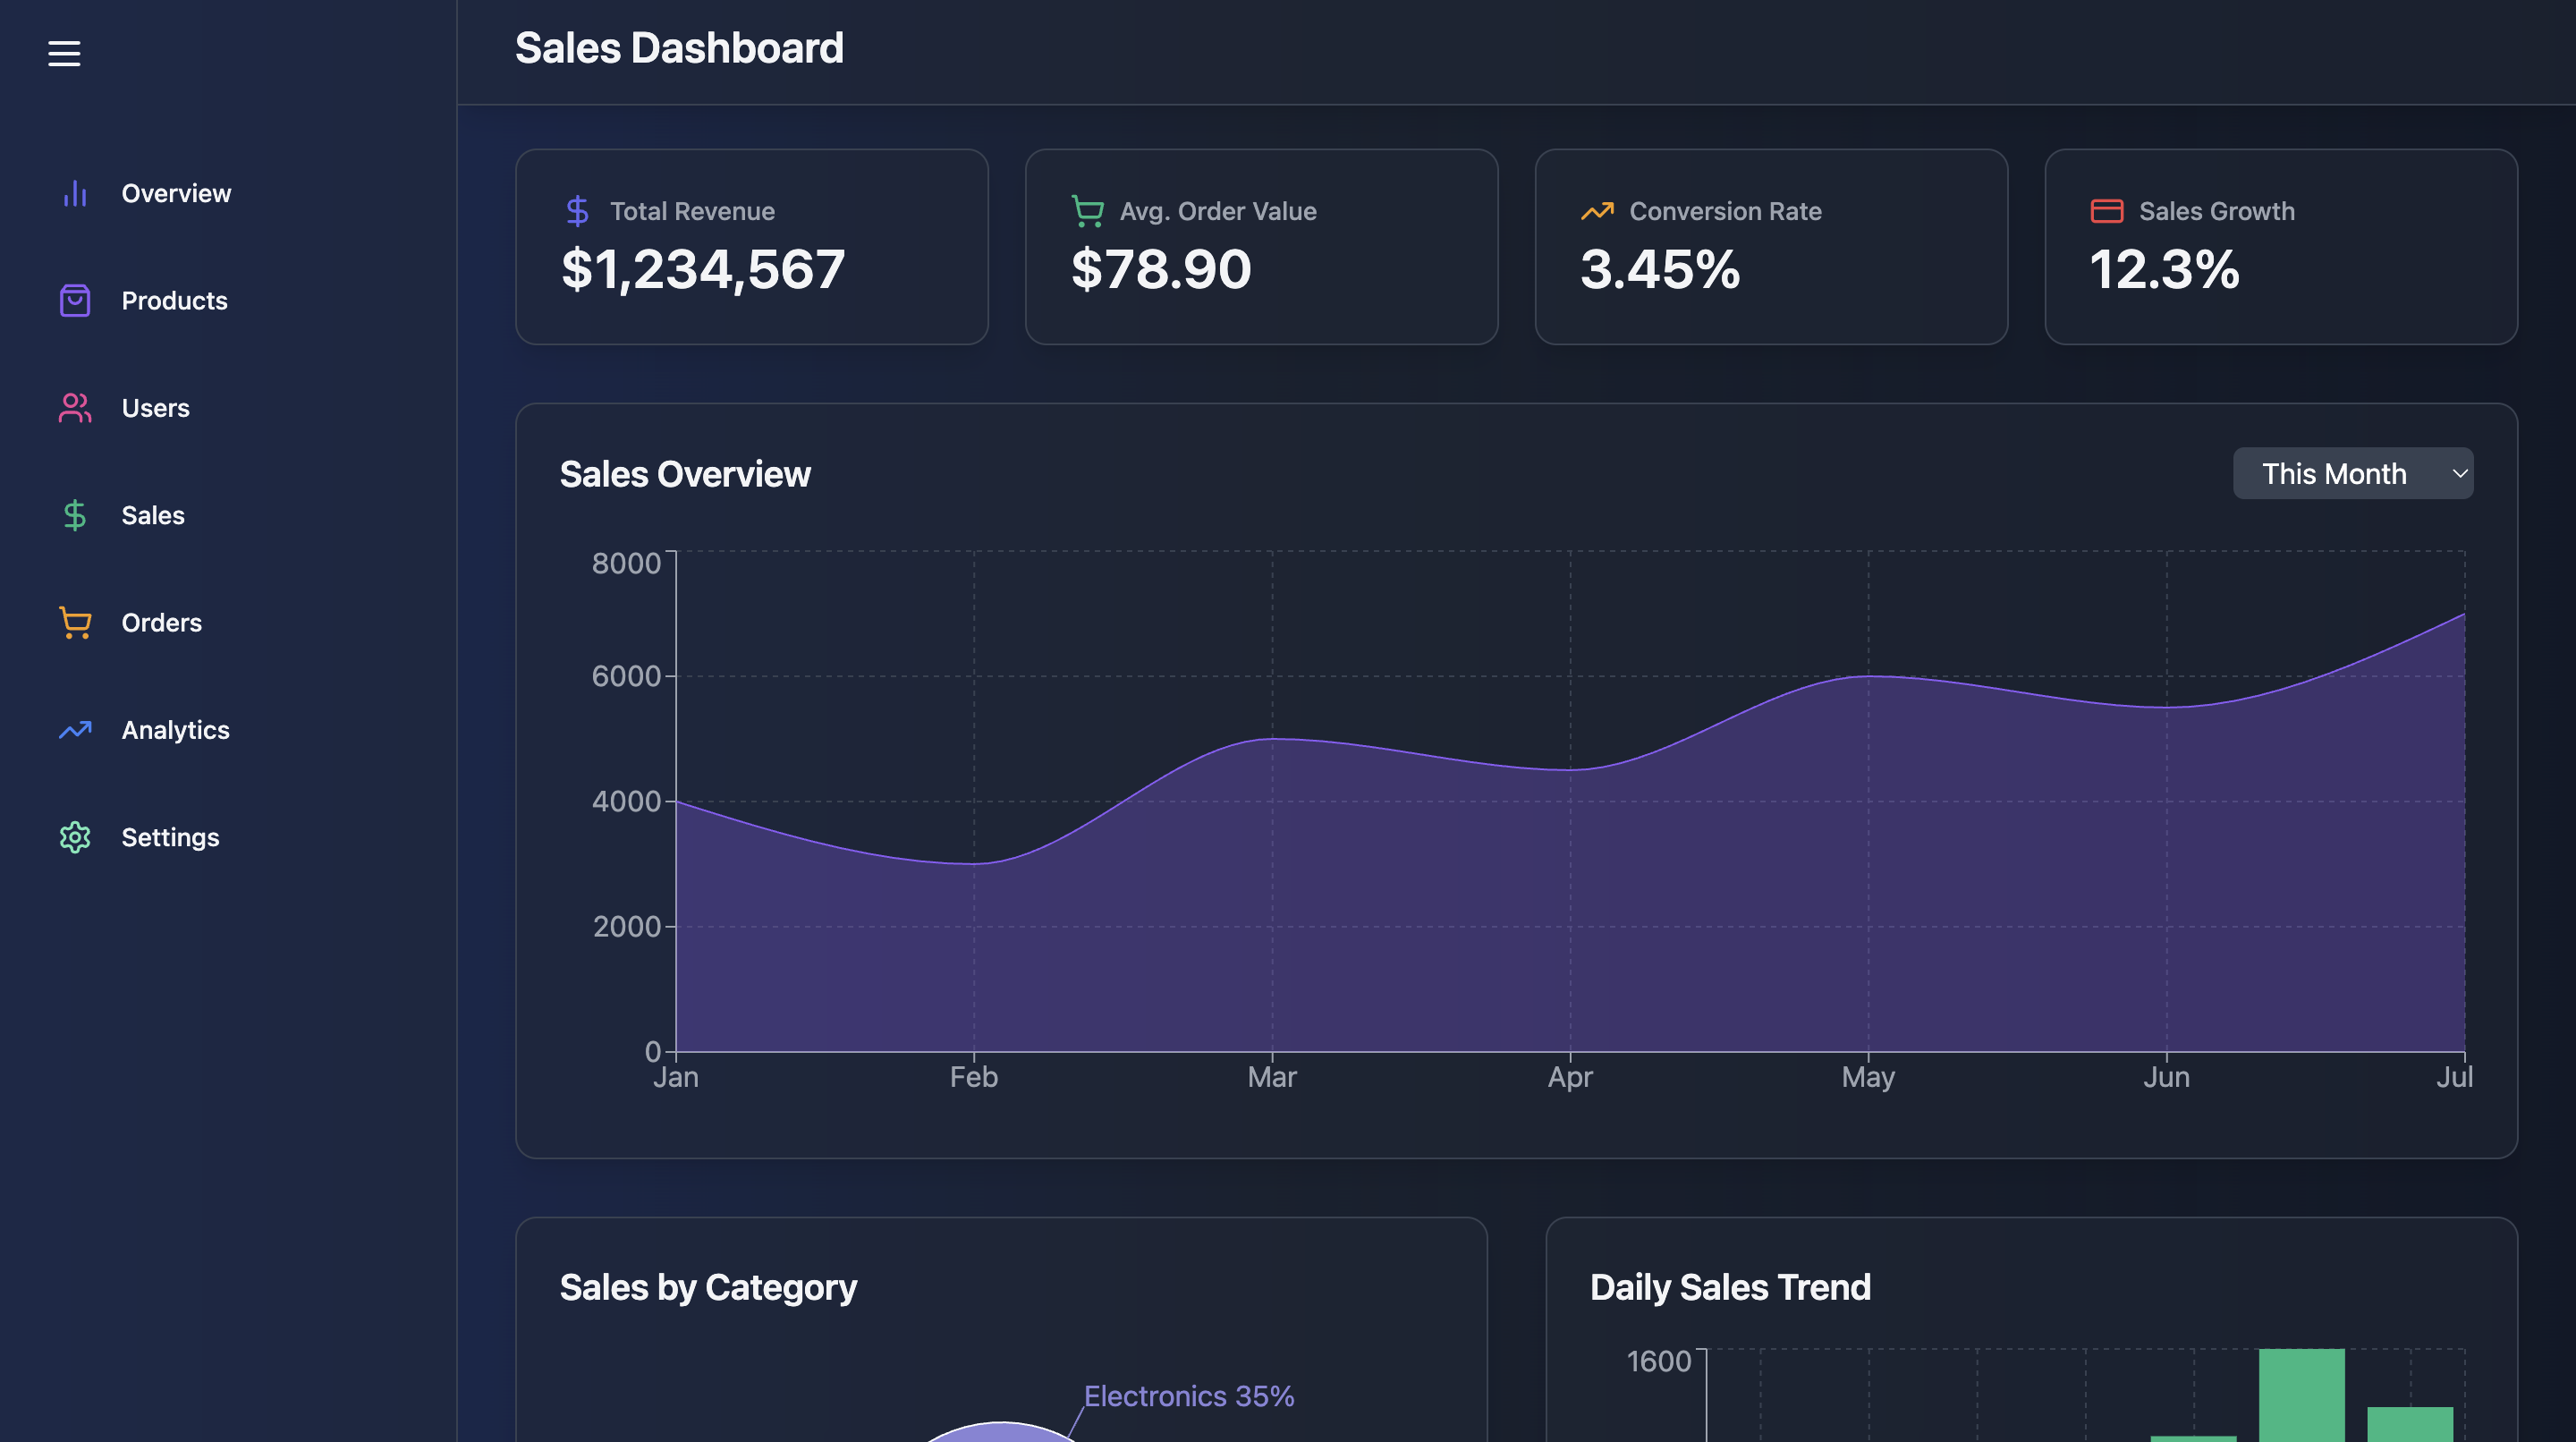 Sales Dashboard
Overview
Products
Users
Sales
Orders
Analytics
Settings
Total Revenue
$1,234,567
Avg. Order Value
$78.90
Conversion Rate
3.45%
Sales Growth
12.3%
Sales Overview
This Month
8000
6000
4000
2000
0
Jan Feb Mar Apr May Jun Jul
Sales by Category
Electronics 35%
Daily Sales Trend
1600